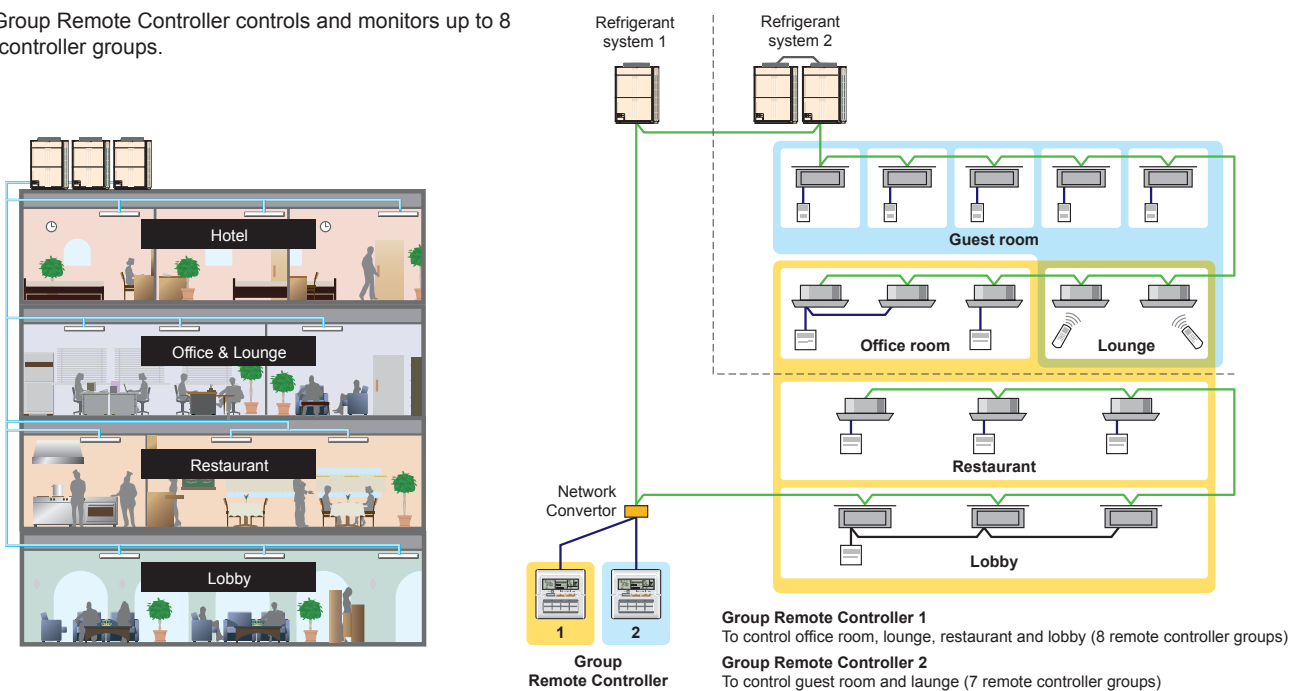 Group Remote Controller controls and monitors up to 8
controller groups.
Hotel
Office & Lounge
Restaurant
Lobby
Refrigerant
system 1
Refrigerant
system 2
Guest room
Office room
Lounge
Restaurant
Lobby
Network
Convertor
1
2
Group
Remote Controller
Group Remote Controller 1
To control office room, lounge, restaurant and lobby (8 remote controller groups)
Group Remote Controller 2
To control guest room and launge (7 remote controller groups)